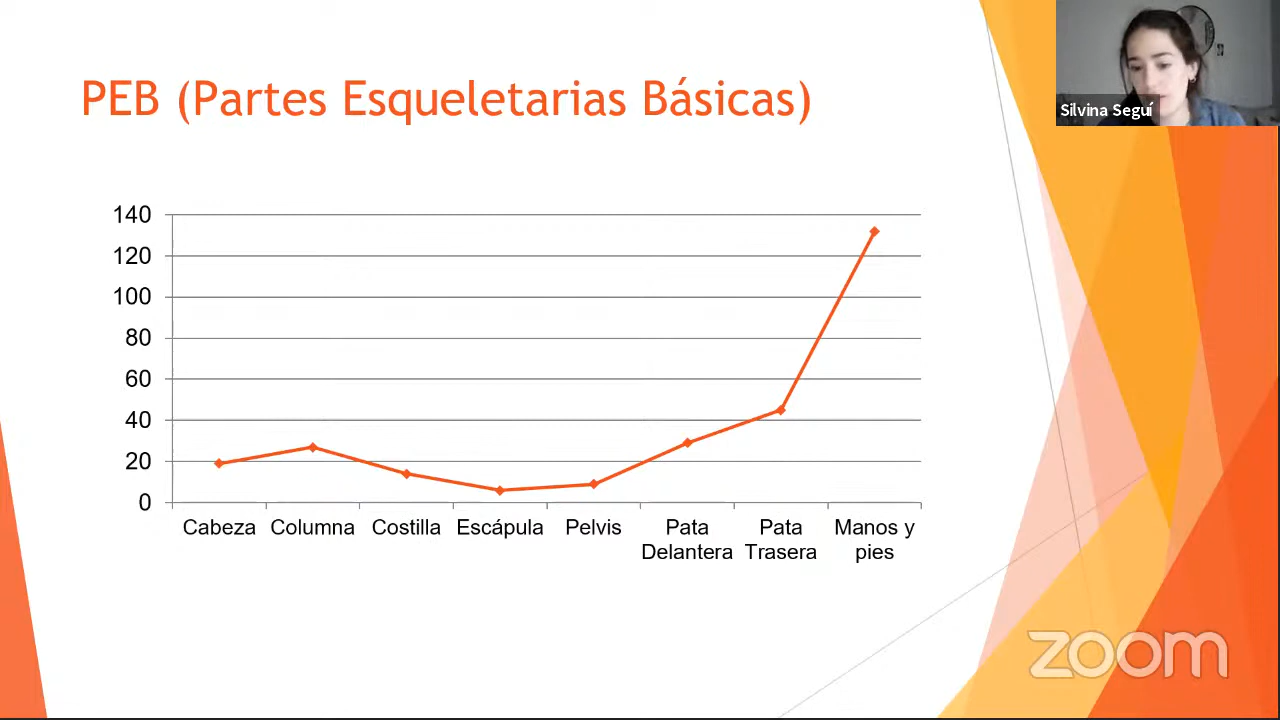 PEB (Partes Esqueletarias Básicas)
Silvina Seguí
140
120
100
80
60
40
20
0
Cabeza Columna Costilla Escápula Pelvis Pata Delantera Pata Trasera Manos y pies
zoom